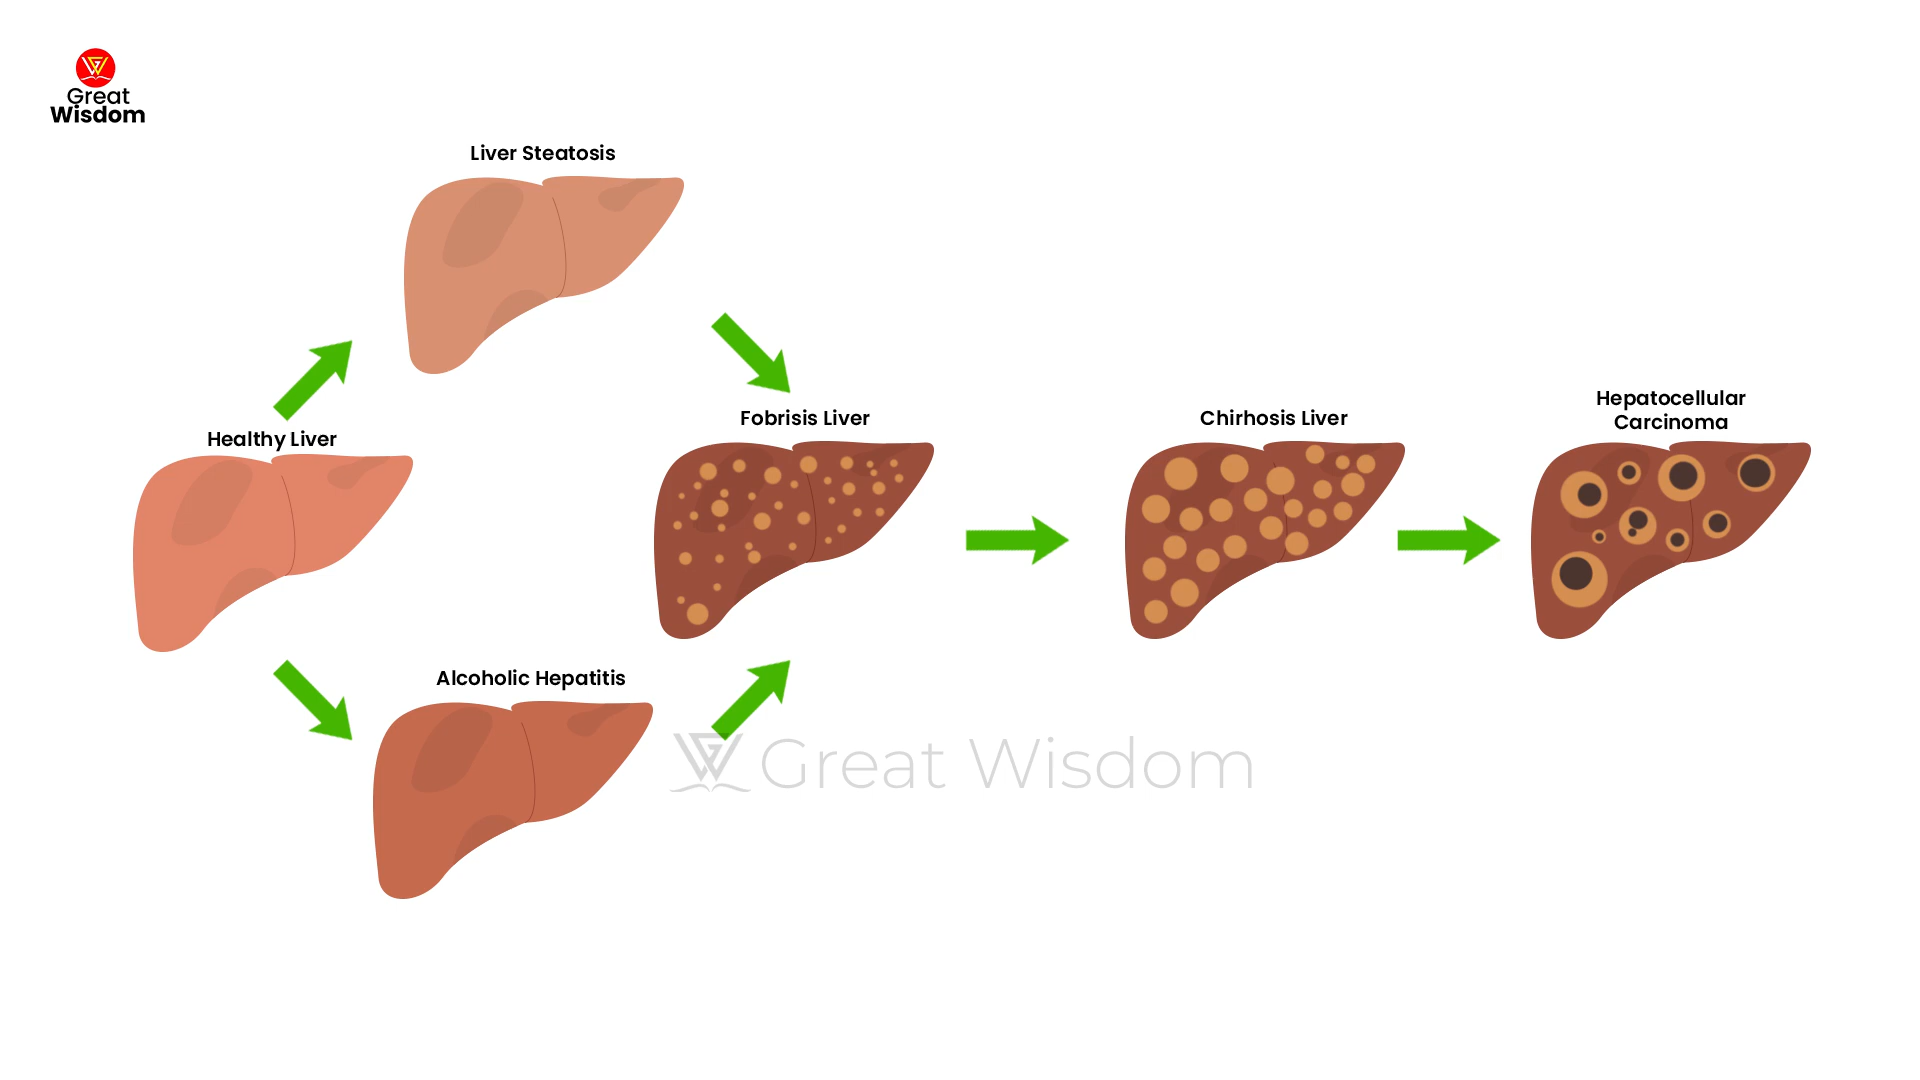 Great
Wisdom
Liver Steatosis
Healthy Liver
Fobrisis Liver
Chirhosis Liver
Hepatocellular
Carcinoma
Alcoholic Hepatitis
Great Wisdom